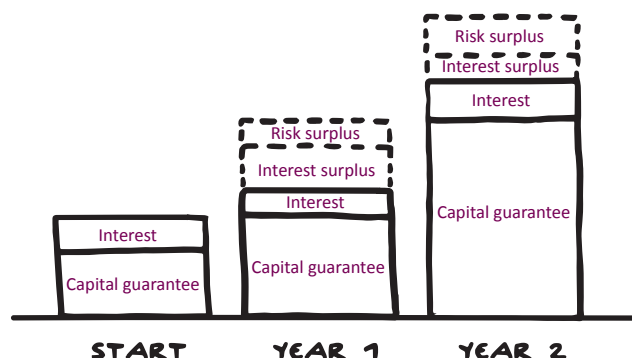 Interest
Capital guarantee
START
Risk surplus
Interest surplus
Interest
Capital guarantee
YEAR 1
Risk surplus
Interest surplus
Interest
Capital guarantee
YEAR 2